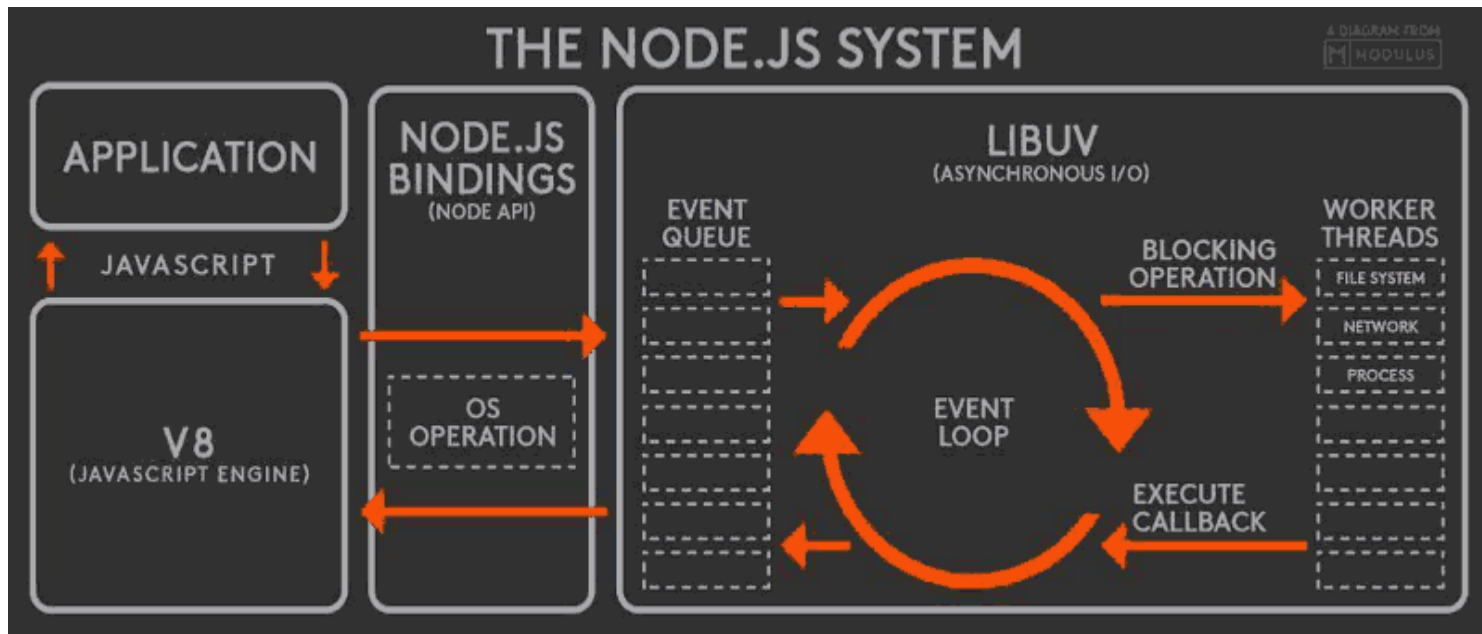 THE NODE.JS SYSTEM
A DIAGRAM FROM
MODULUS
APPLICATION
JAVASCRIPT
V8
(JAVASCRIPT ENGINE)
NODE.JS
BINDINGS
(NODE API)
OS
OPERATION
LIBUV
(ASYNCHRONOUS I/O)
EVENT
QUEUE
EVENT
LOOP
BLOCKING
OPERATION
EXECUTE
CALLBACK
WORKER
THREADS
FILE SYSTEM
NETWORK
PROCESS